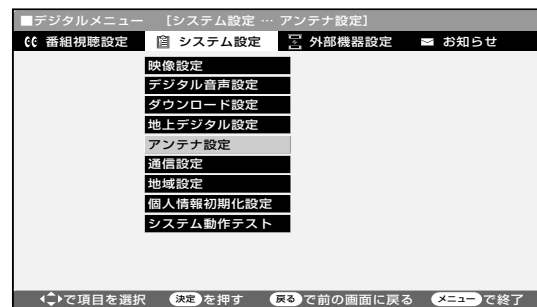 ■デジタルメニュー [システム設定 … アンテナ設定]
番組視聴設定 システム設定 外部機器設定 お知らせ
映像設定
デジタル音声設定
ダウンロード設定
地上デジタル設定
アンテナ設定
通信設定
地域設定
個人情報初期化設定
システム動作テスト
で項目を選択 決定を押す 戻るで前の画面に戻る メニューで終了